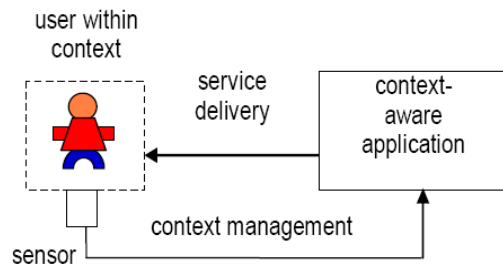 user within
context
service
delivery
context-
aware
application
context management
sensor